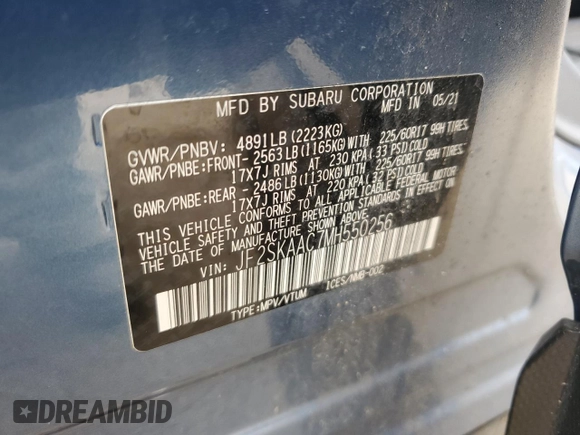 MFD BY SUBARU CORPORATION
MFD IN 05/21
GVWR/PNBV: 4891LB (2223KG)
GAWR/PNBE:FRONT- 2563LB (1165KG)WITH 225/60R17 99H TIRES,
17X7J RIMS AT 230 KPA( 33 PSI)COLD
GAWR/PNBE:REAR - 2486LB (1130KG)WITH 225/60R17 99H TIRES,
17X7J RIMS AT 220 KPA( 32 PSI)COLD
THIS VEHICLE CONFORMS TO ALL APPLICABLE FEDERAL MOTOR
VEHICLE SAFETY AND THEFT PREVENTION STANDARDS IN EFFECT ON
THE DATE OF MANUFACTURE SHOWN ABOVE.
VIN: JF2SKAAC7MH550256
TYPE:MPV/VTUM 1CES/NMB-002
DREAMBID